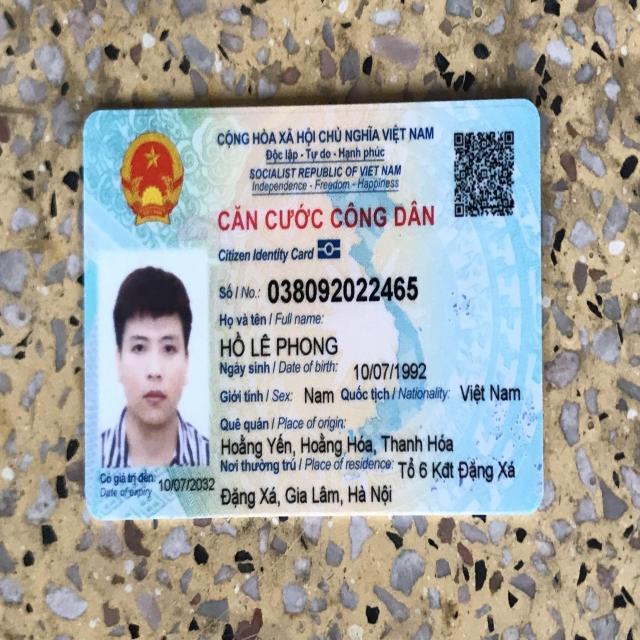 CỘNG HÒA XÃ HỘI CHỦ NGHĨA VIỆT NAM
Độc lập - Tự do - Hạnh phúc
SOCIALIST REPUBLIC OF VIET NAM
Independence - Freedom - Happiness
CĂN CƯỚC CÔNG DÂN
Citizen Identity Card
Số / No.: 038092022465
Họ và tên / Full name:
HỒ LÊ PHONG
Ngày sinh / Date of birth: 10/07/1992
Giới tính / Sex: Nam Quốc tịch / Nationality: Việt Nam
Quê quán / Place of origin:
Hoằng Yến, Hoằng Hóa, Thanh Hóa
Nơi thường trú / Place of residence: Tổ 6 Kđt Đặng Xá
Đặng Xá, Gia Lâm, Hà Nội
Có giá trị đến: 10/07/2032
Date of expiry